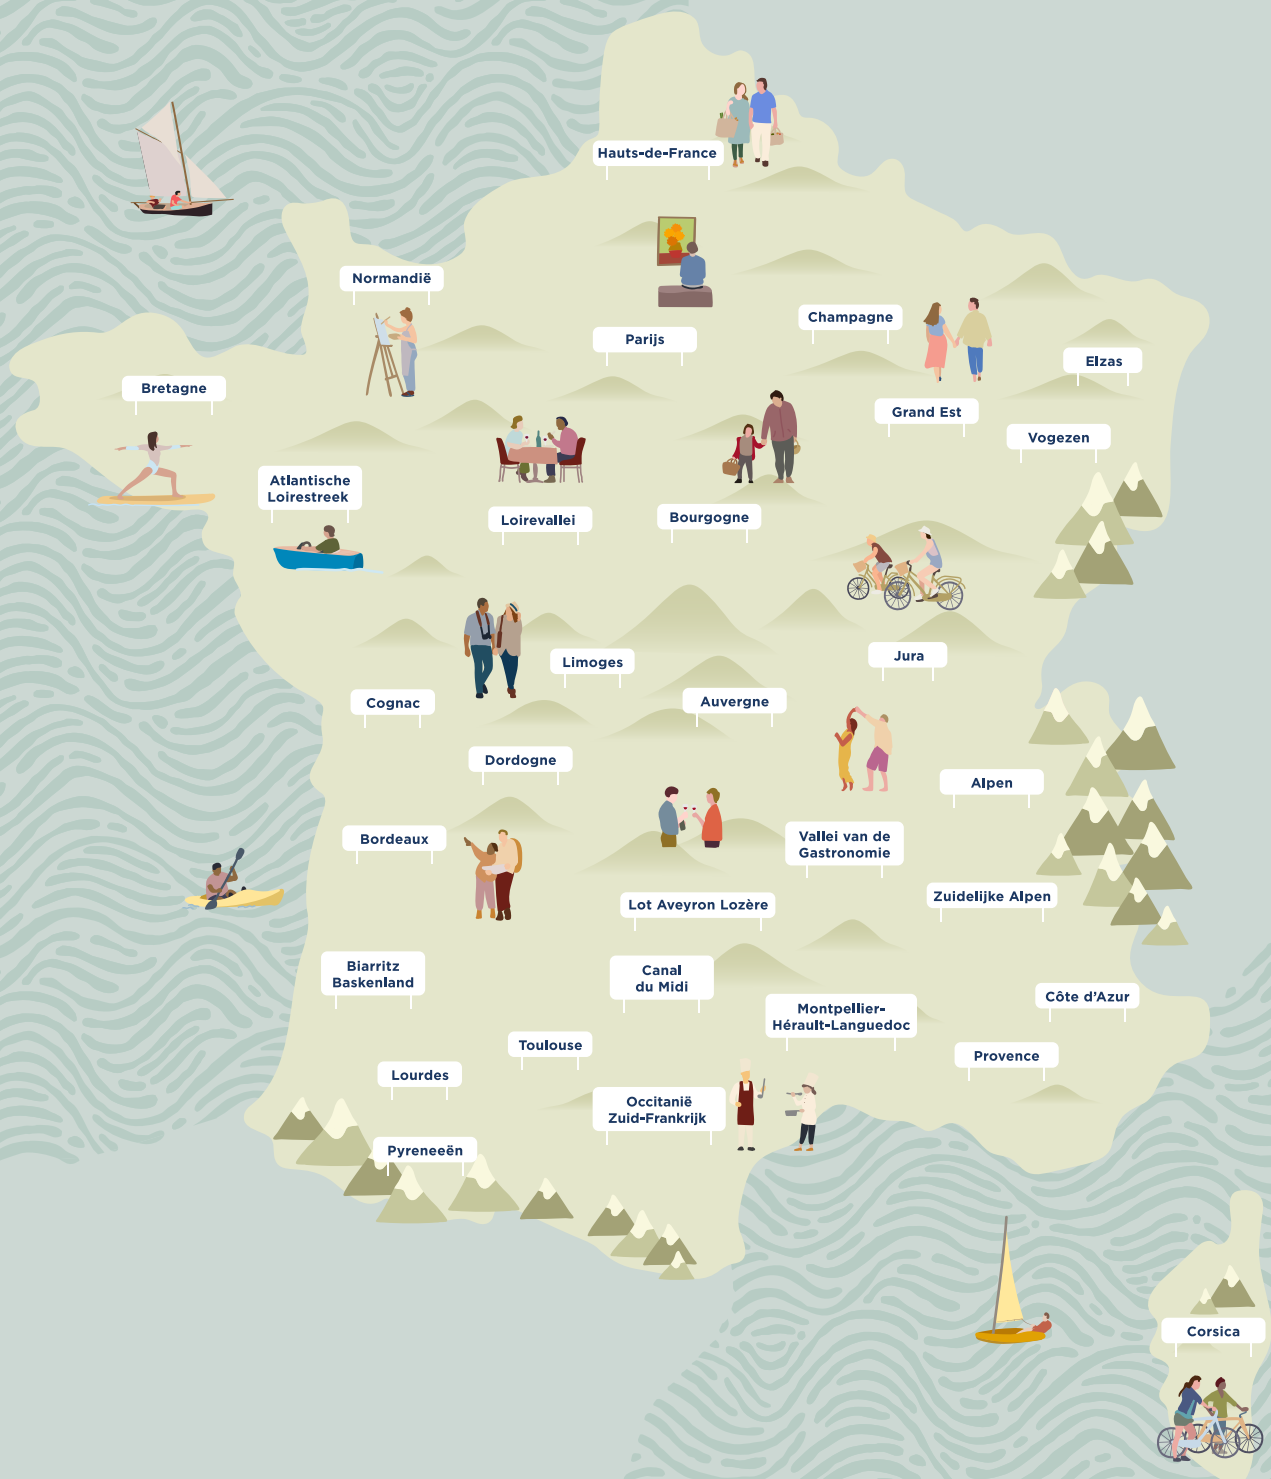 Hauts-de-France
Normandië
Champagne
Parijs
Elzas
Bretagne
Grand Est
Vogezen
Atlantische
Loirestreek
Loirevallei
Bourgogne
Jura
Limoges
Auvergne
Cognac
Dordogne
Alpen
Bordeaux
Vallei van de
Gastronomie
Zuidelijke Alpen
Lot Aveyron Lozère
Biarritz
Baskenland
Canal
du Midi
Côte d'Azur
Montpellier-
Hérault-Languedoc
Toulouse
Provence
Lourdes
Occitanië
Zuid-Frankrijk
Pyreneeën
Corsica